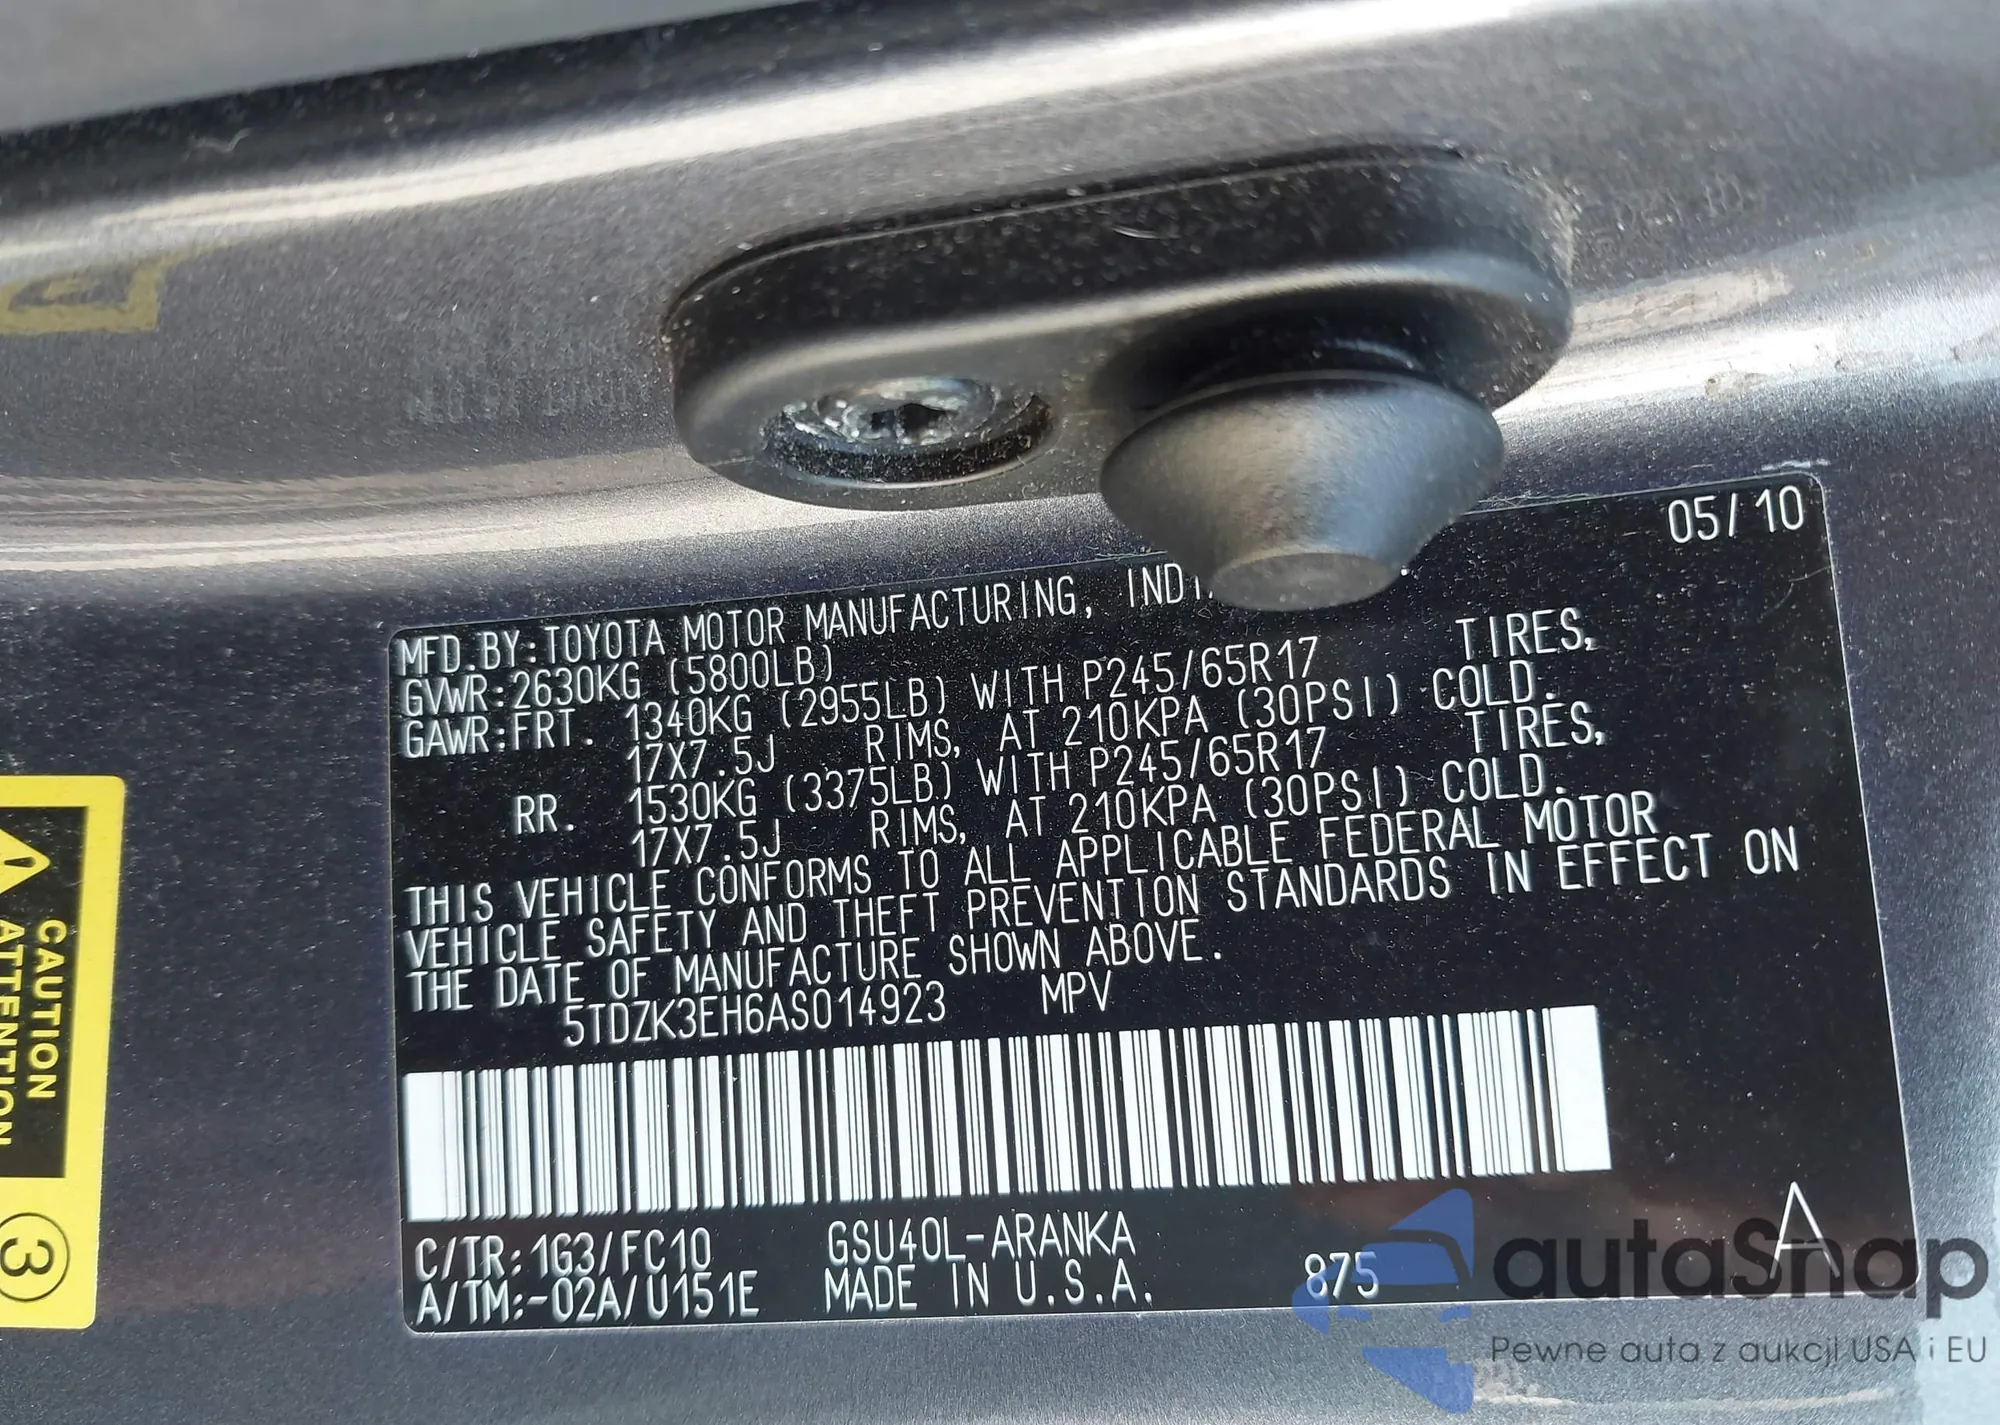 05/10
MFD.BY:TOYOTA MOTOR MANUFACTURING,
GVWR:2630KG (5800LB)
GAWR:FRT. 1340KG (2955LB) WITH P245/65R17 TIRES,
17X7.5J RIMS, AT 210KPA (30PSI) COLD.
RR. 1530KG (3375LB) WITH P245/65R17 TIRES,
17X7.5J RIMS, AT 210KPA (30PSI) COLD.
THIS VEHICLE CONFORMS TO ALL APPLICABLE FEDERAL MOTOR
VEHICLE SAFETY AND THEFT PREVENTION STANDARDS IN EFFECT ON
THE DATE OF MANUFACTURE SHOWN ABOVE.
5TDZK3EH6AS014923 MPV
C/TR:1G3/FC10 GSU40L-ARANKA
A/TM:-02A/U151E MADE IN U.S.A. 875 A
CAUTION
ATTENTION
3
autaSnap
Pewne auta z aukcji USA i EU